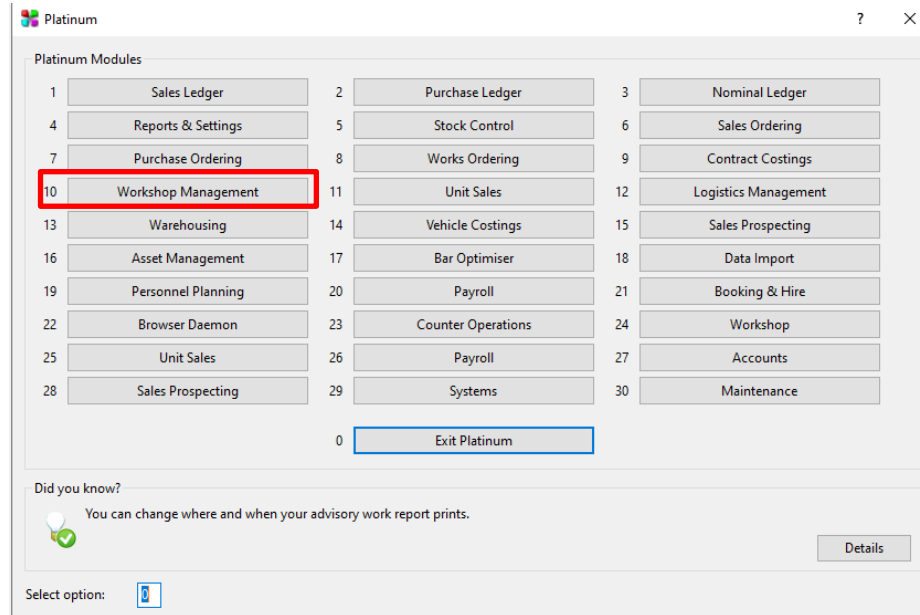 Platinum ? ×
Platinum Modules
1 Sales Ledger 2 Purchase Ledger 3 Nominal Ledger
4 Reports & Settings 5 Stock Control 6 Sales Ordering
7 Purchase Ordering 8 Works Ordering 9 Contract Costings
10 Workshop Management 11 Unit Sales 12 Logistics Management
13 Warehousing 14 Vehicle Costings 15 Sales Prospecting
16 Asset Management 17 Bar Optimiser 18 Data Import
19 Personnel Planning 20 Payroll 21 Booking & Hire
22 Browser Daemon 23 Counter Operations 24 Workshop
25 Unit Sales 26 Payroll 27 Accounts
28 Sales Prospecting 29 Systems 30 Maintenance
0 Exit Platinum
Did you know?
You can change where and when your advisory work report prints.
Details
Select option: 0